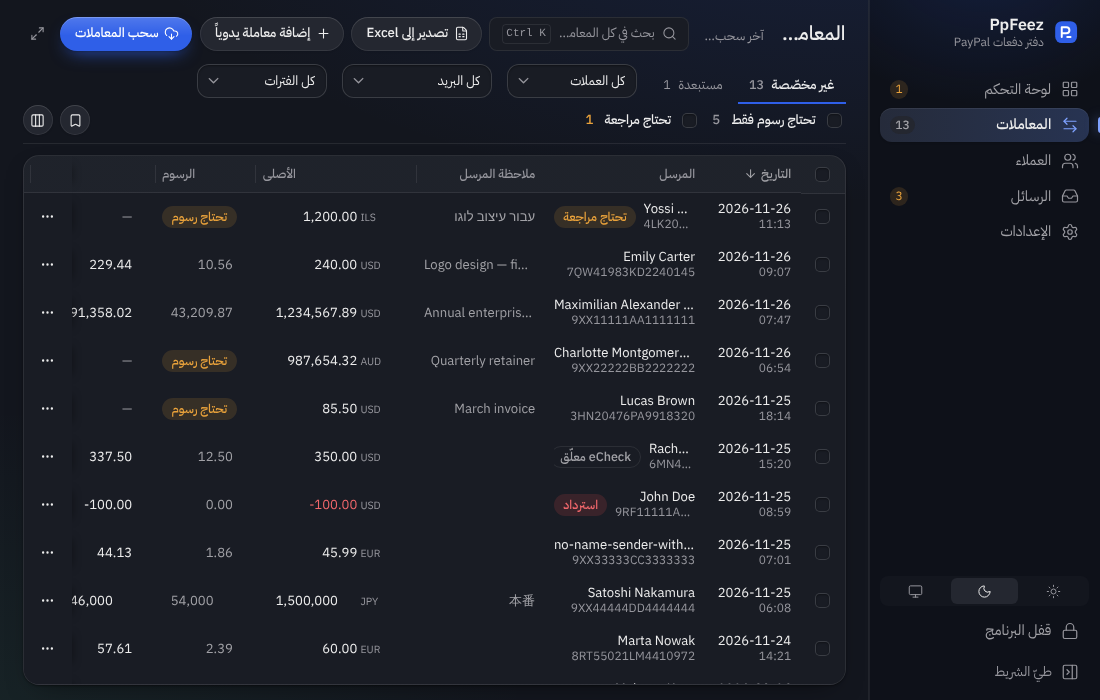 PpFeez
دفتر دفعات PayPal
لوحة التحكم 1
المعاملات 13
العملاء
الرسائل 3
الإعدادات
قفل البرنامج
طيّ الشريط
المعام...
آخر سحب...
بحث في كل المعام... Ctrl K
تصدير إلى Excel
إضافة معاملة يدوياً
سحب المعاملات
غير مخصّصة 13
مستبعدة 1
كل العملات
كل البريد
كل الفترات
تحتاج رسوم فقط 5
تحتاج مراجعة 1
التاريخ ↓ المرسل ملاحظة المرسل الأصلي الرسوم
2026-11-26 Yossi ... تحتاج مراجعة עבור עיצוב לוגו 1,200.00 ILS تحتاج رسوم —
11:13 4LK20...
2026-11-26 Emily Carter Logo design — fi... 240.00 USD 10.56 229.44
09:07 7QW41983KD2240145
2026-11-26 Maximilian Alexander ... Annual enterpris... 1,234,567.89 USD 43,209.87 91,358.02
07:47 9XX11111AA1111111
2026-11-26 Charlotte Montgomer... Quarterly retainer 987,654.32 AUD تحتاج رسوم —
06:54 9XX22222BB2222222
2026-11-25 Lucas Brown March invoice 85.50 USD تحتاج رسوم —
18:14 3HN20476PA9918320
2026-11-25 Rach... eCheck معلّق 350.00 USD 12.50 337.50
15:20 6MN4...
2026-11-25 John Doe استرداد -100.00 USD 0.00 -100.00
08:59 9RF11111A...
2026-11-25 no-name-sender-with... 45.99 EUR 1.86 44.13
07:01 9XX33333CC3333333
2026-11-25 Satoshi Nakamura 本番 1,500,000 JPY 54,000 46,000
06:08 9XX44444DD4444444
2026-11-24 Marta Nowak 60.00 EUR 2.39 57.61
14:21 8RT55021LM4410972